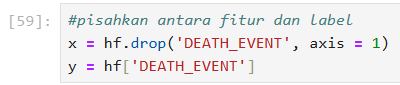 [59]: #pisahkan antara fitur dan label
x = hf.drop('DEATH_EVENT', axis = 1)
y = hf['DEATH_EVENT']